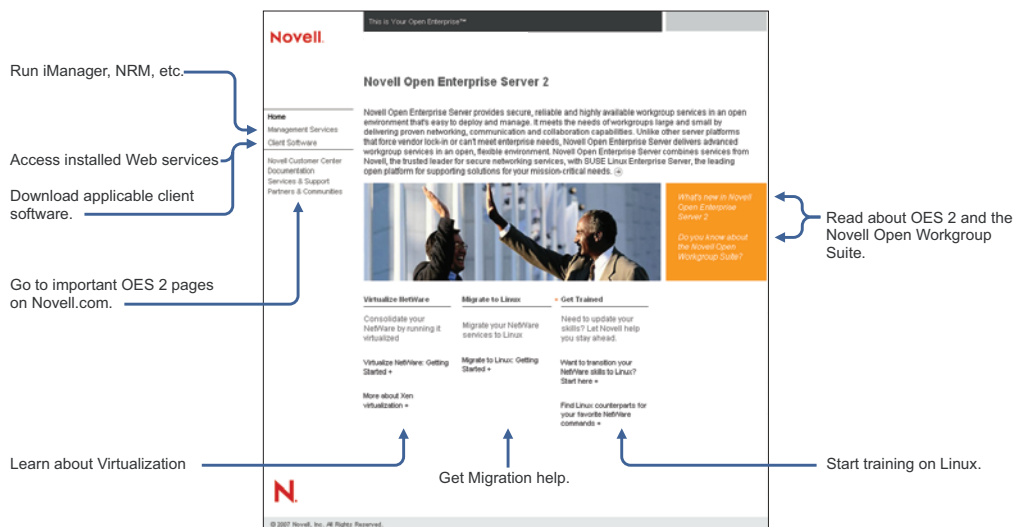 This is Your Open Enterprise™
Novell.
Run iManager, NRM, etc.
Novell Open Enterprise Server 2
Home
Management Services
Client Software
Novell Customer Center
Documentation
Services & Support
Partners & Communities
Novell Open Enterprise Server provides secure, reliable and highly available workgroup services in an open
environment that's easy to deploy and manage. It meets the needs of workgroups large and small by
delivering proven networking, communication and collaboration capabilities. Unlike other server platforms
that force vendor lock-in or can't meet enterprise needs, Novell Open Enterprise Server delivers advanced
workgroup services in an open, flexible environment. Novell Open Enterprise Server combines services from
Novell, the trusted leader for secure networking services, with SUSE Linux Enterprise Server, the leading
open platform for supporting solutions for your mission-critical needs.
Access installed Web services
Download applicable client
software.
Go to important OES 2 pages
on Novell.com.
What's new in Novell
Open Enterprise
Server 2
Do you know about
the Novell Open
Workgroup Suite?
Read about OES 2 and the
Novell Open Workgroup
Suite.
Virtualize NetWare
Consolidate your
NetWare by running it
virtualized
Virtualize NetWare: Getting
Started +
More about Xen
virtualization +
Migrate to Linux
Migrate your NetWare
services to Linux
Migrate to Linux: Getting
Started +
Get Trained
Need to update your
skills? Let Novell help
you stay ahead.
Want to transition your
NetWare skills to Linux?
Start here +
Find Linux counterparts for
your favorite NetWare
commands +
Learn about Virtualization
Get Migration help.
Start training on Linux.
N.
© 2007 Novell, Inc. All Rights Reserved.